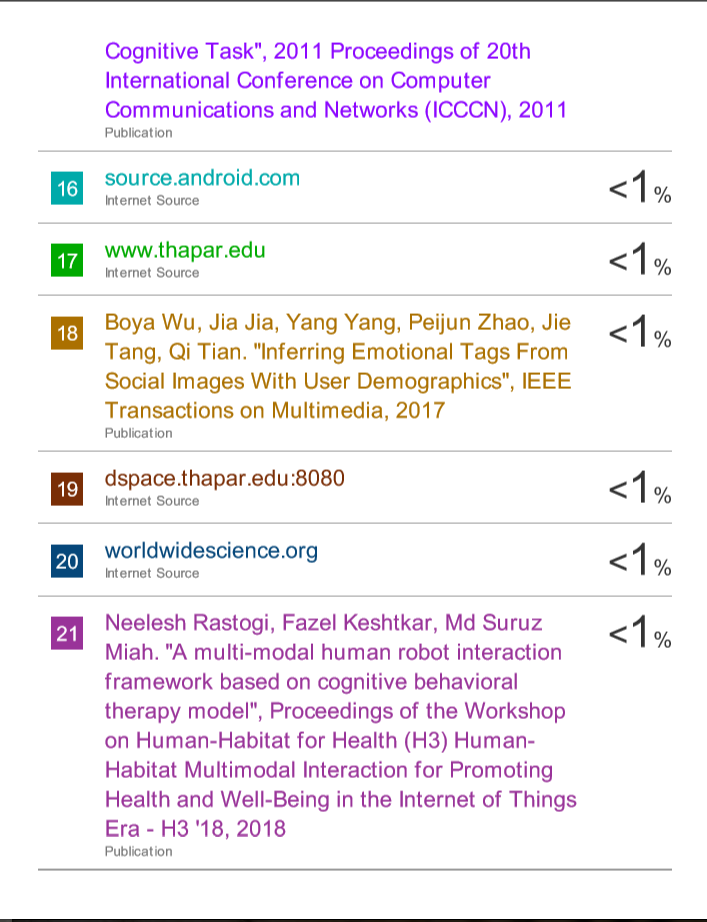 Cognitive Task", 2011 Proceedings of 20th
International Conference on Computer
Communications and Networks (ICCCN), 2011
Publication
16
source.android.com
Internet Source
<1%
17
www.thapar.edu
Internet Source
<1%
18
Boya Wu, Jia Jia, Yang Yang, Peijun Zhao, Jie
Tang, Qi Tian. "Inferring Emotional Tags From
Social Images With User Demographics", IEEE
Transactions on Multimedia, 2017
Publication
<1%
19
dspace.thapar.edu:8080
Internet Source
<1%
20
worldwidescience.org
Internet Source
<1%
21
Neelesh Rastogi, Fazel Keshtkar, Md Suruz
Miah. "A multi-modal human robot interaction
framework based on cognitive behavioral
therapy model", Proceedings of the Workshop
on Human-Habitat for Health (H3) Human-
Habitat Multimodal Interaction for Promoting
Health and Well-Being in the Internet of Things
Era - H3 '18, 2018
Publication
<1%